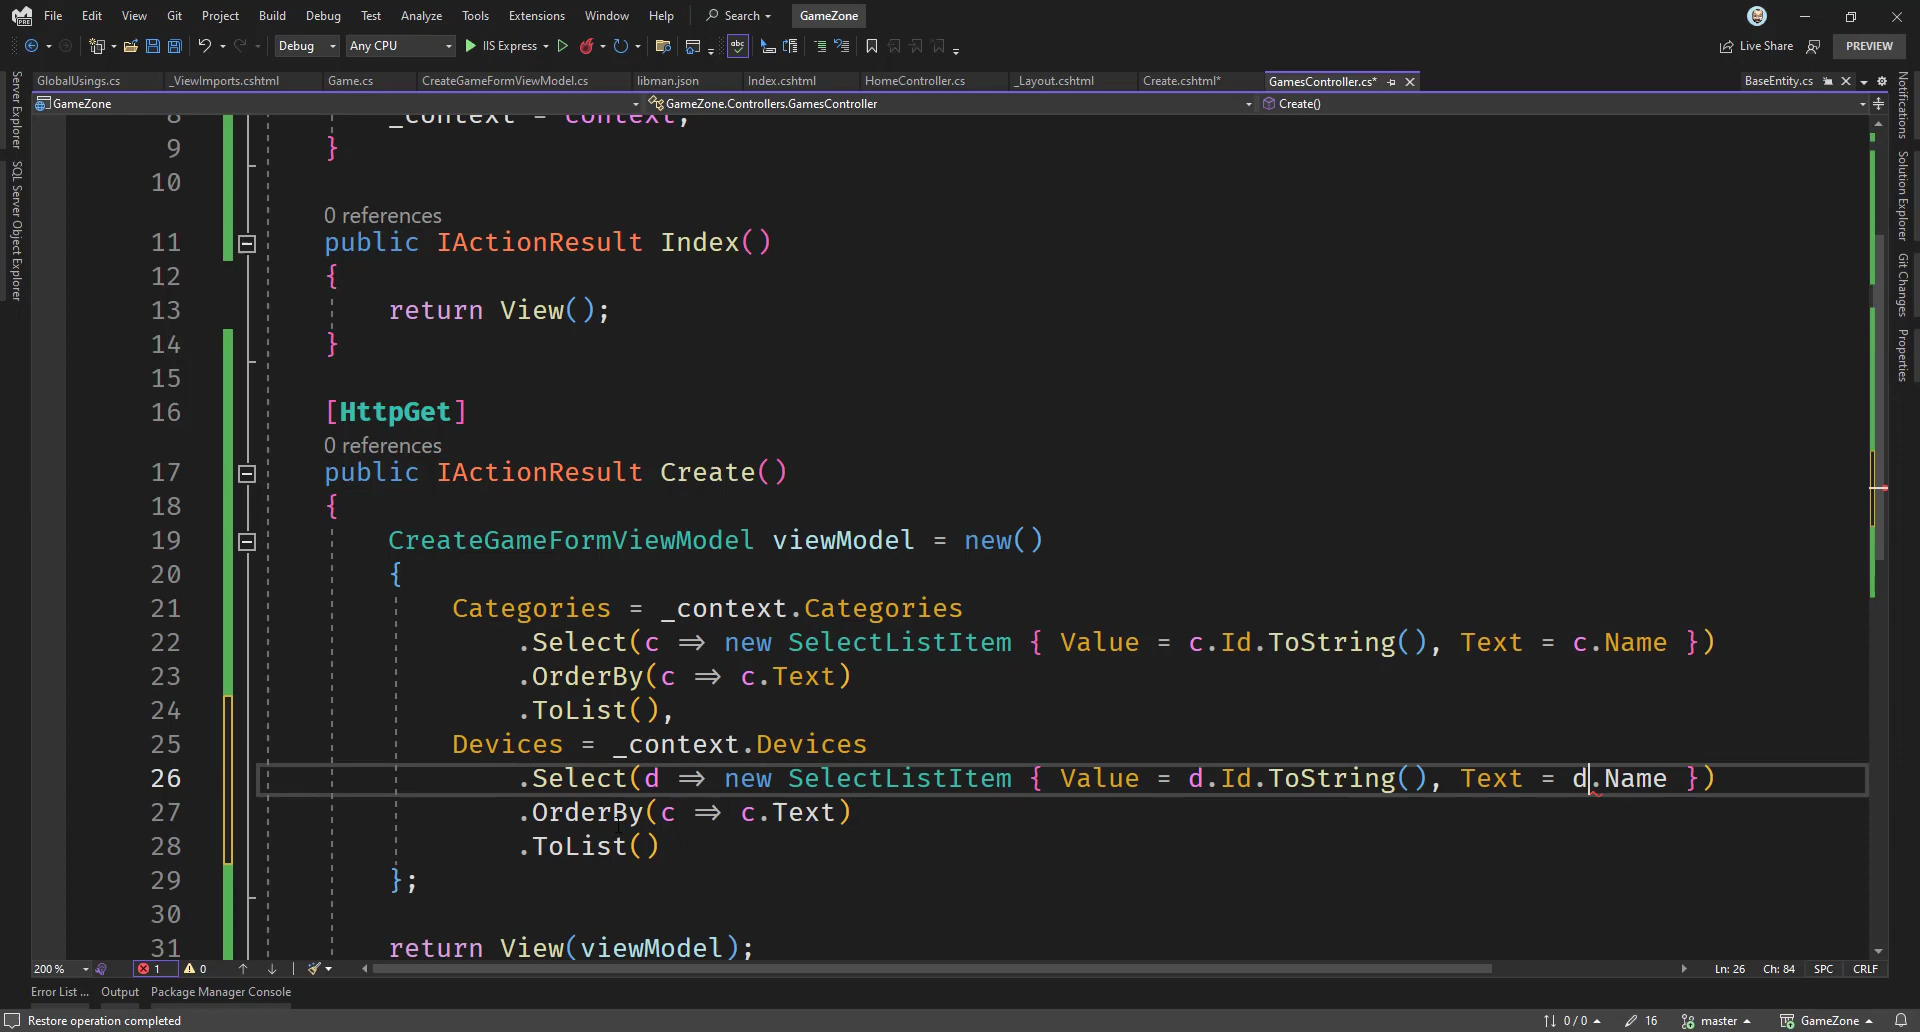 File Edit View Git Project Build Debug Test Analyze Tools Extensions Window Help Search GameZone
Debug Any CPU IIS Express Live Share PREVIEW
GlobalUsings.cs _ViewImports.cshtml Game.cs CreateGameFormViewModel.cs libman.json Index.cshtml HomeController.cs _Layout.cshtml Create.cshtml* GamesController.cs* BaseEntity.cs
GameZone GameZone.Controllers.GamesController Create()
Server Explorer
SQL Server Object Explorer
Notifications
Solution Explorer
Git Changes
Properties
8 _context = context;
9 }
10
0 references
11 public IActionResult Index()
12 {
13 return View();
14 }
15
16 [HttpGet]
0 references
17 public IActionResult Create()
18 {
19 CreateGameFormViewModel viewModel = new()
20 {
21 Categories = _context.Categories
22 .Select(c => new SelectListItem { Value = c.Id.ToString(), Text = c.Name })
23 .OrderBy(c => c.Text)
24 .ToList(),
25 Devices = _context.Devices
26 .Select(d => new SelectListItem { Value = d.Id.ToString(), Text = d.Name })
27 .OrderBy(c => c.Text)
28 .ToList()
29 };
30
31 return View(viewModel);
200 % 1 0 Ln: 26 Ch: 84 SPC CRLF
Error List ... Output Package Manager Console
Restore operation completed 0 / 0 16 master GameZone